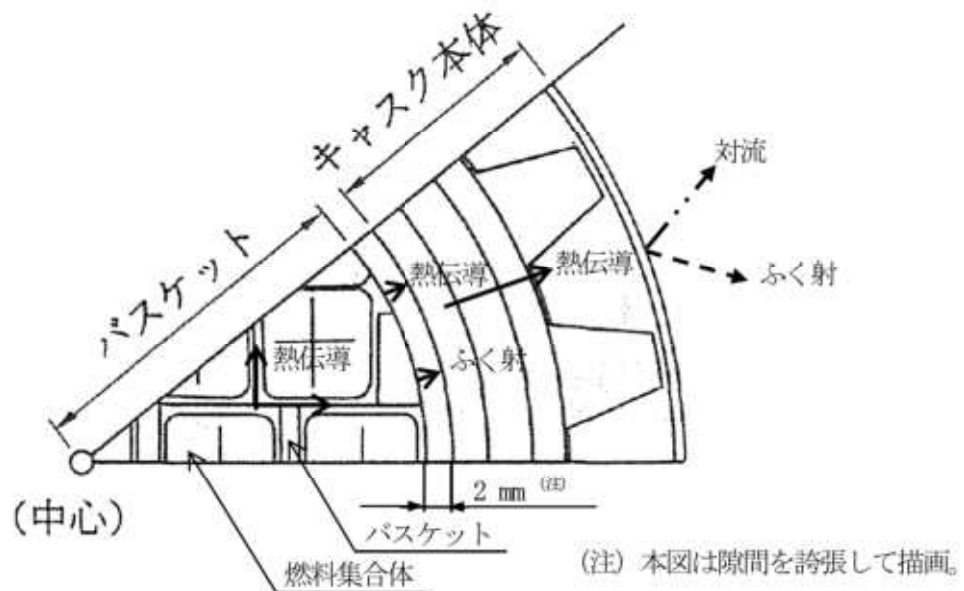 キャスク本体
対流
バスケット
熱伝導
熱伝導
ふく射
熱伝導
ふく射
2 mm (注)
(中心)
バスケット
燃料集合体
(注) 本図は隙間を誇張して描画。